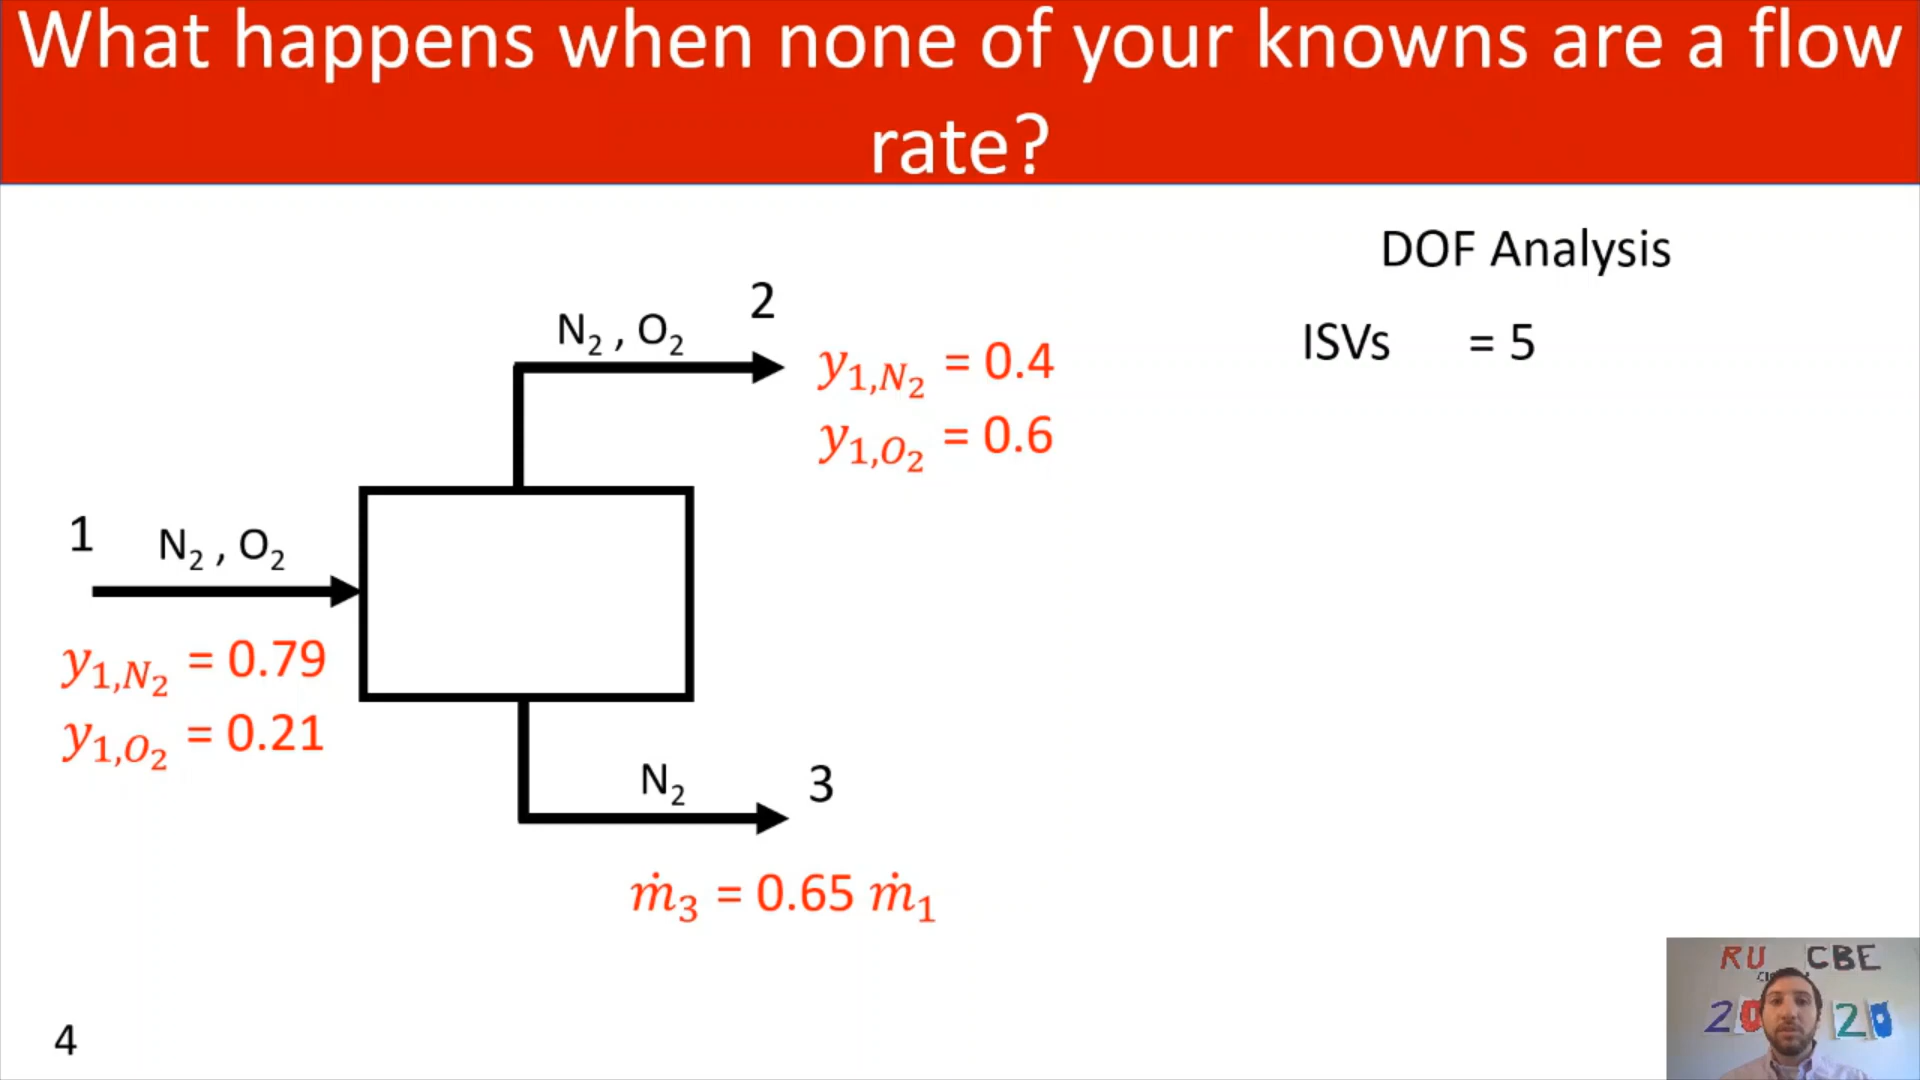 What happens when none of your knowns are a flow
rate?
DOF Analysis
ISVs = 5
2
N₂ , O₂
y₁,N₂ = 0.4
y₁,O₂ = 0.6
1
N₂ , O₂
y₁,N₂ = 0.79
y₁,O₂ = 0.21
N₂
3
ṁ₃ = 0.65 ṁ₁
4
RU CBE
20 20